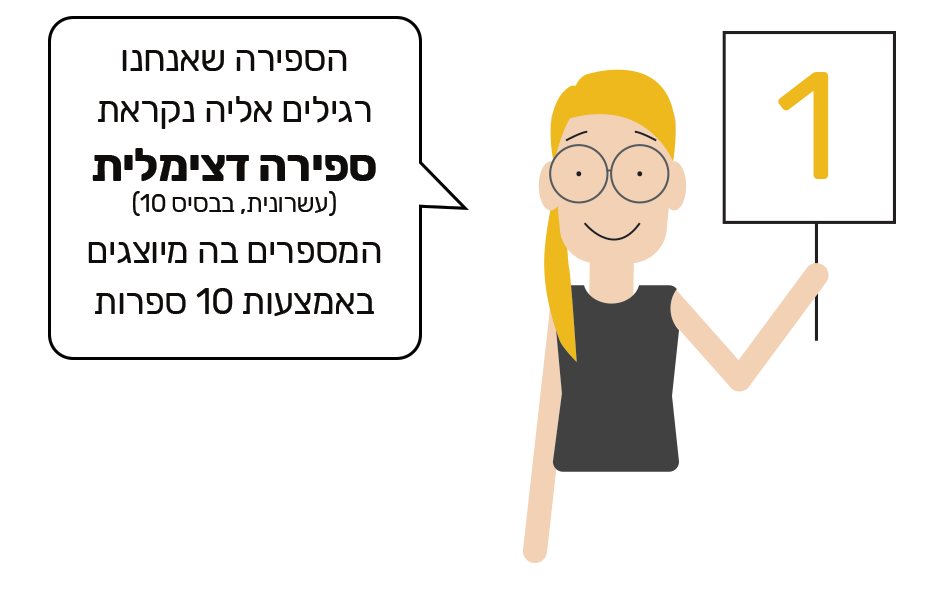 הספירה שאנחנו
רגילים אליה נקראת
ספירה דצימלית
(עשרונית, בבסיס 10)
המספרים בה מיוצגים
באמצעות 10 ספרות
1